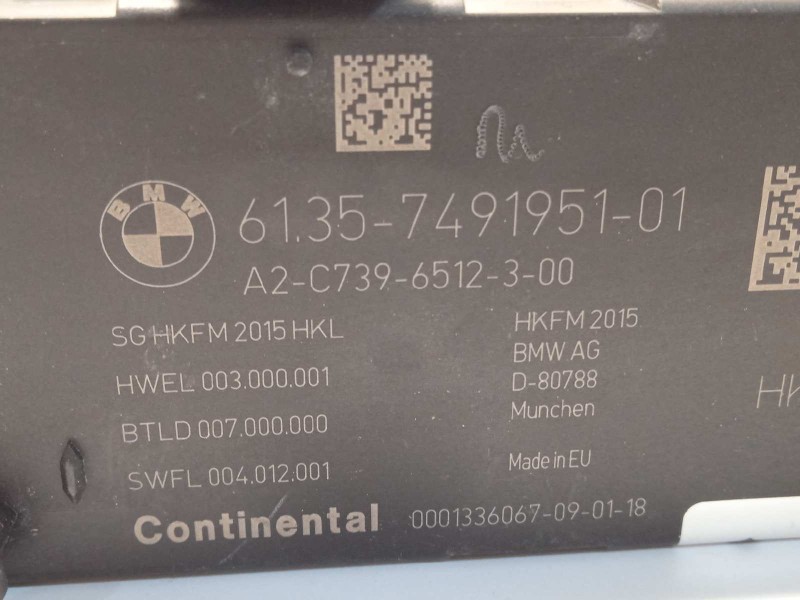 BMW
61.35-7491951-01
A2-C739-6512-3-00
SG HKFM 2015 HKL
HWEL 003.000.001
BTLD 007.000.000
SWFL 004.012.001
HKFM 2015
BMW AG
D-80788
Munchen
Made in EU
Continental 0001336067-09-01-18